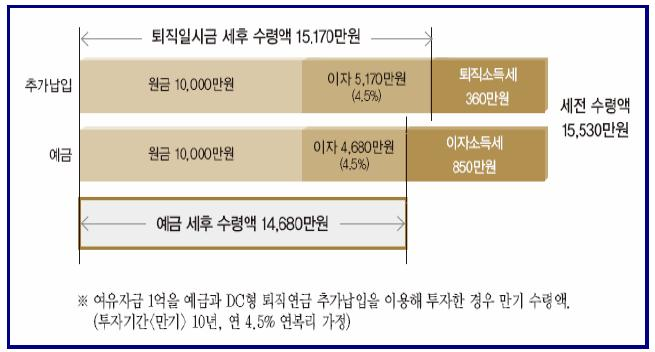 퇴직일시금 세후 수령액 15,170만원
추가납입
원금 10,000만원
이자 5,170만원
(4.5%)
퇴직소득세
360만원
세전 수령액
15,530만원
예금
원금 10,000만원
이자 4,680만원
(4.5%)
이자소득세
850만원
예금 세후 수령액 14,680만원
※ 여유자금 1억을 예금과 DC형 퇴직연금 추가납입을 이용해 투자한 경우 만기 수령액.
(투자기간〈만기〉 10년, 연 4.5% 연복리 가정)